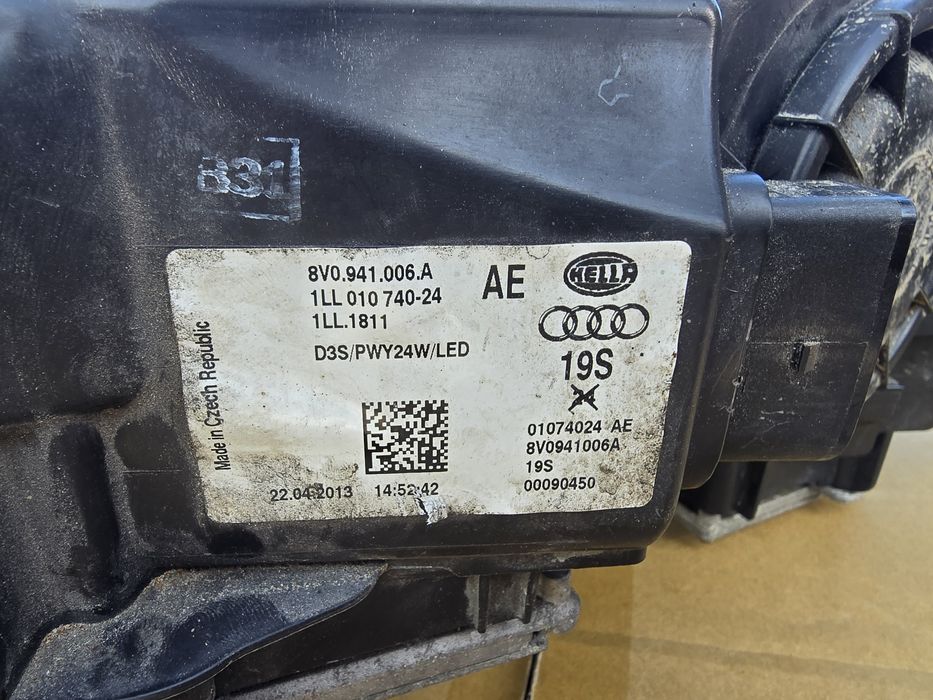 B31
8V0.941.006.A
1LL 010 740-24
1LL.1811
D3S/PWY24W/LED
AE
HELLA
19S
24
01074024 AE
8V0941006A
19S
00090450
Made in Czech Republic
22.04.2013 14:52:42